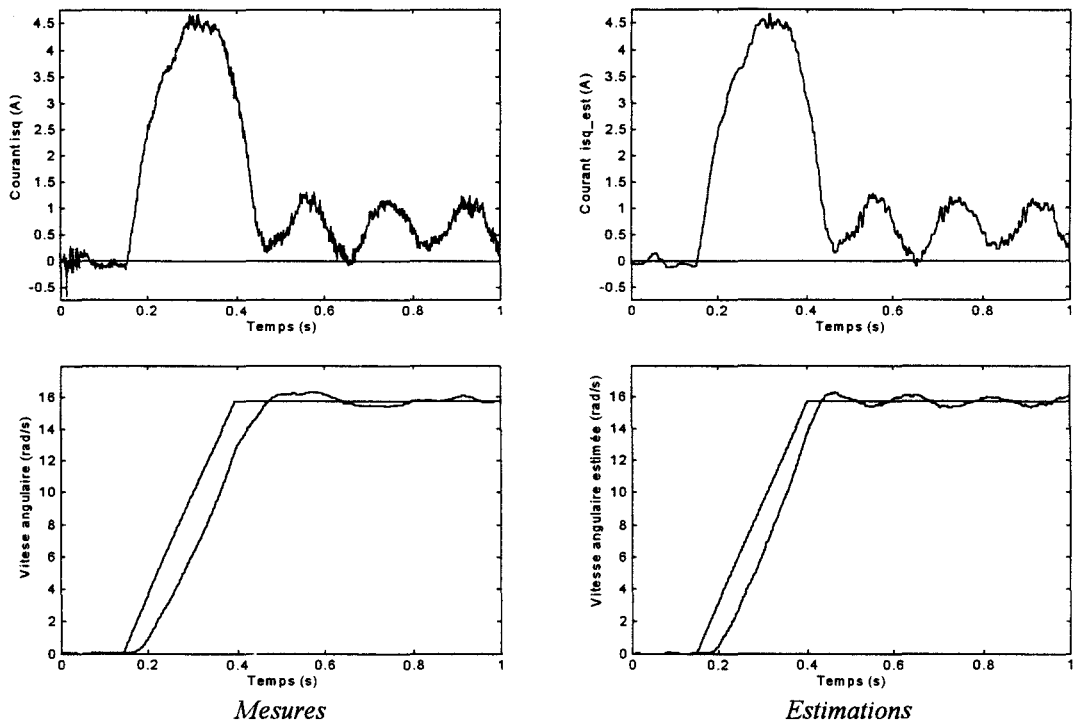 4.5
4
3.5
3
2.5
2
1.5
1
0.5
0
-0.5
Courant isq (A)
0 0.2 0.4 0.6 0.8 1
Temps (s)
4.5
4
3.5
3
2.5
2
1.5
1
0.5
0
-0.5
Courant isq_est (A)
0 0.2 0.4 0.6 0.8 1
Temps (s)
16
14
12
10
8
6
4
2
0
Vitese angulaire (rad/s)
0 0.2 0.4 0.6 0.8 1
Temps (s)
Mesures
16
14
12
10
8
6
4
2
0
Vitesse angulaire estimée (rad/s)
0 0.2 0.4 0.6 0.8 1
Temps (s)
Estimations